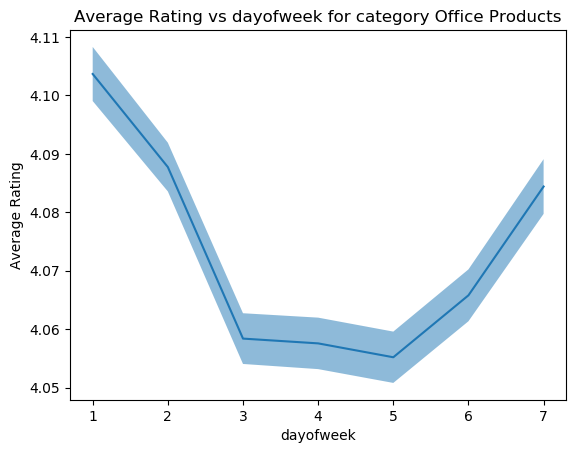 Average Rating vs dayofweek for category Office Products
4.11
4.10
4.09
4.08
4.07
4.06
4.05
Average Rating
1 2 3 4 5 6 7
dayofweek